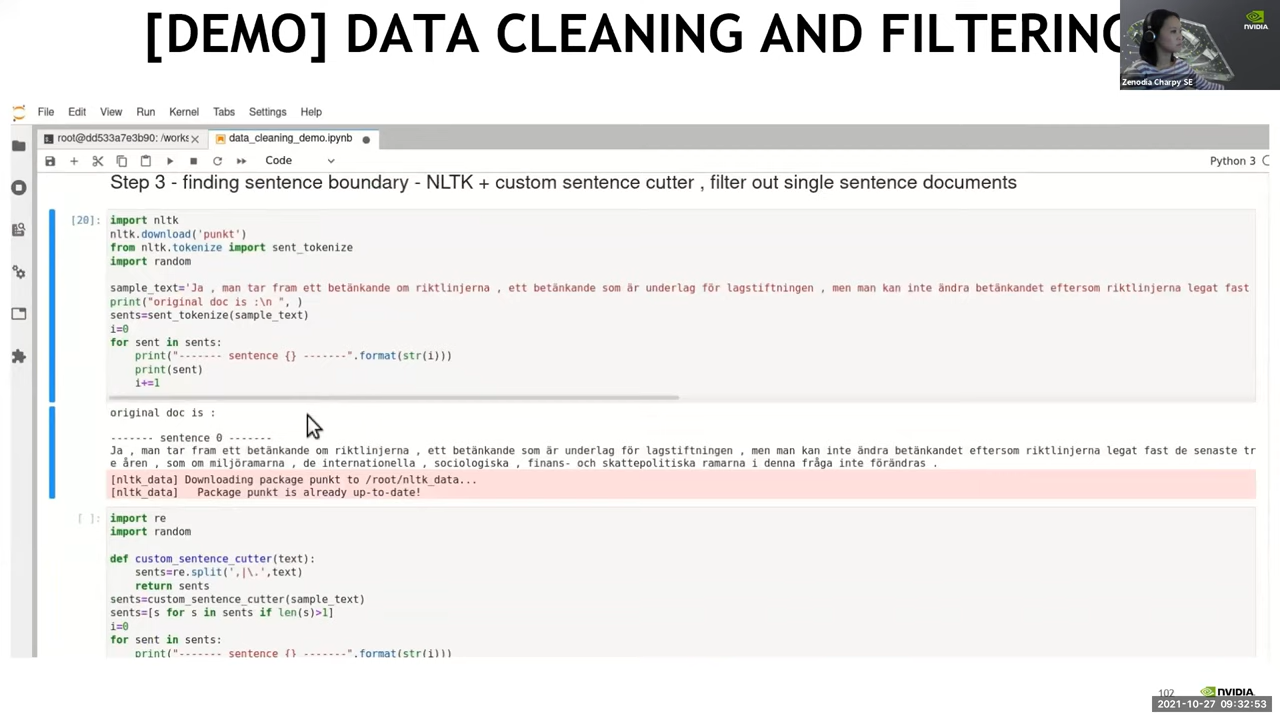 [DEMO] DATA CLEANING AND FILTERING
NVIDIA
Zenodia Charpy SE
File Edit View Run Kernel Tabs Settings Help
root@dd533a7e3b90: /works
data_cleaning_demo.ipynb
Code
Python 3
Step 3 - finding sentence boundary - NLTK + custom sentence cutter , filter out single sentence documents
[20]:
import nltk
nltk.download('punkt')
from nltk.tokenize import sent_tokenize
import random
sample_text='Ja , man tar fram ett betänkande om riktlinjerna , ett betänkande som är underlag för lagstiftningen , men man kan inte ändra betänkandet eftersom riktlinjerna legat fast
print("original doc is :\n ", )
sents=sent_tokenize(sample_text)
i=0
for sent in sents:
    print("------- sentence {} -------".format(str(i)))
    print(sent)
    i+=1
original doc is :
------- sentence 0 -------
Ja , man tar fram ett betänkande om riktlinjerna , ett betänkande som är underlag för lagstiftningen , men man kan inte ändra betänkandet eftersom riktlinjerna legat fast de senaste tr
e åren , som om miljöramarna , de internationella , sociologiska , finans- och skattepolitiska ramarna i denna fråga inte förändras .
[nltk_data] Downloading package punkt to /root/nltk_data...
[nltk_data]   Package punkt is already up-to-date!
[ ]:
import re
import random
def custom_sentence_cutter(text):
    sents=re.split(',|\.',text)
    return sents
sents=custom_sentence_cutter(sample_text)
sents=[s for s in sents if len(s)>1]
i=0
for sent in sents:
    print("------- sentence {} -------".format(str(i)))
102
NVIDIA
2021-10-27 09:32:53